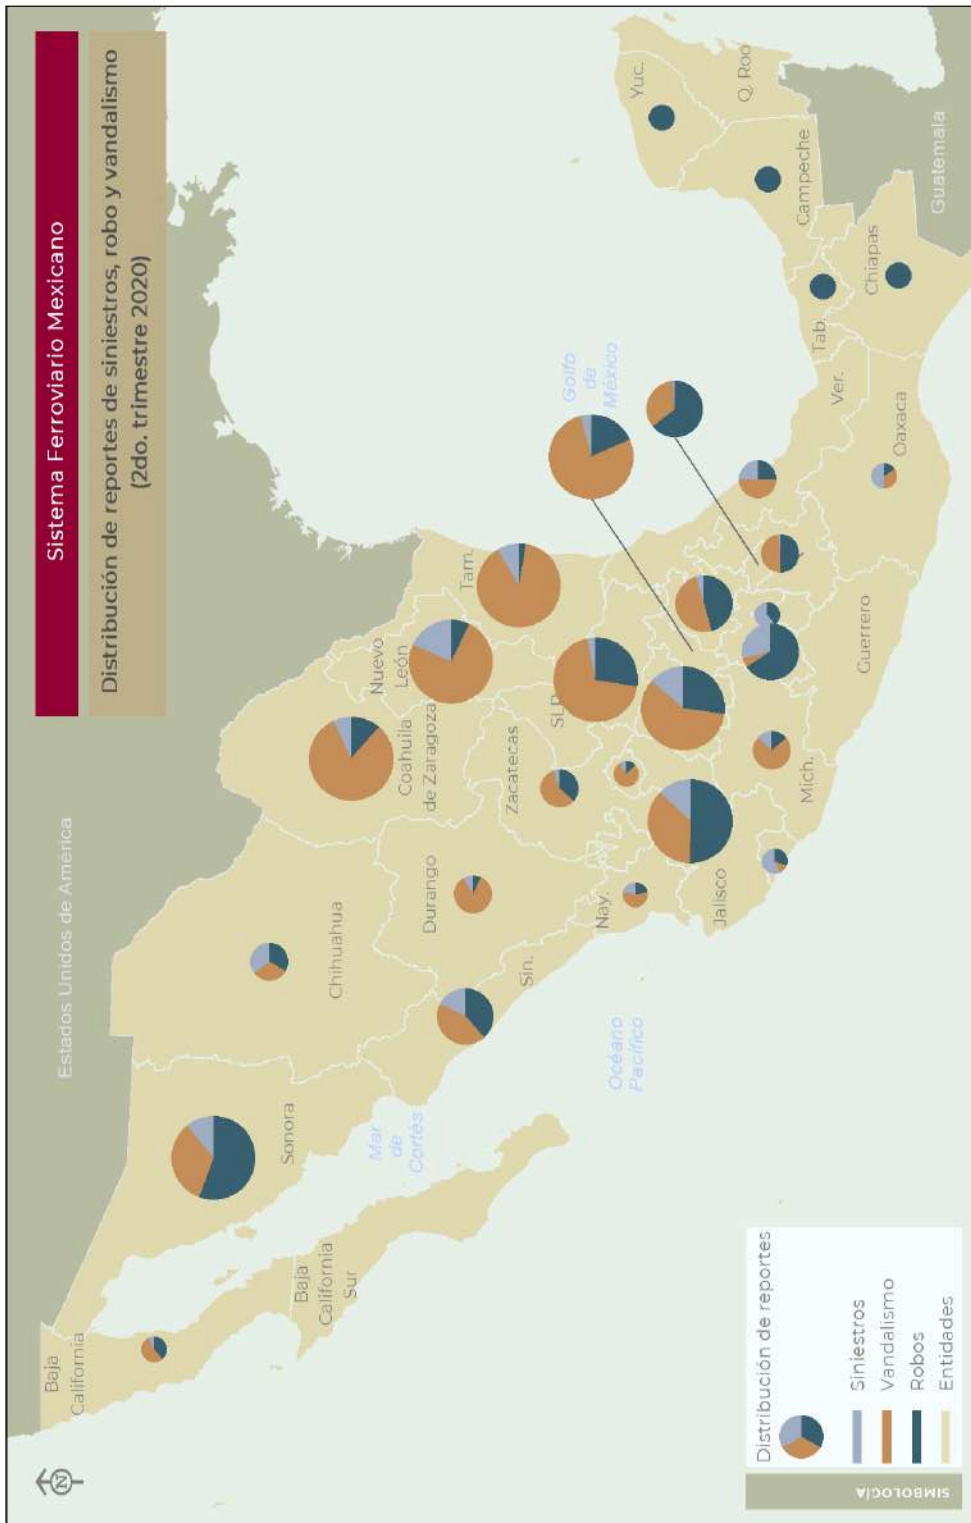 Sistema Ferroviario Mexicano
Distribución de reportes de siniestros, robo y vandalismo
(2do. trimestre 2020)
Estados Unidos de América
Baja
California
Sonora
Chihuahua
Coahuila
de Zaragoza
Nuevo
León
Tam.
Baja
California
Sur
Mar
de
Cortés
Sin.
Durango
Zacatecas
SLP
Golfo
de
México
Océano
Pacífico
Nay.
Jalisco
Mich.
Guerrero
Oaxaca
Ver.
Tab.
Chiapas
Campeche
Yuc.
Q. Roo
Guatemala
N
SIMBOLOGÍA
Distribución de reportes
Siniestros
Vandalismo
Robos
Entidades